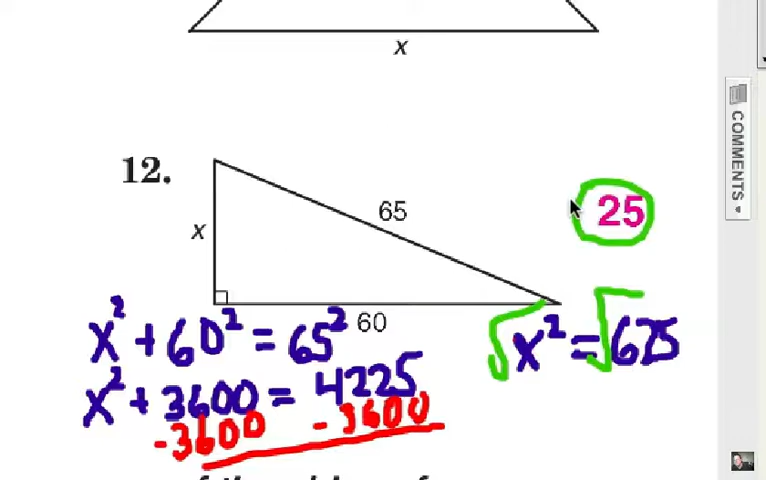 x
12.
65
25
x
60
x² + 60² = 65²
√x² = √625
x² + 3600 = 4225
-3600 -3600
COMMENTS